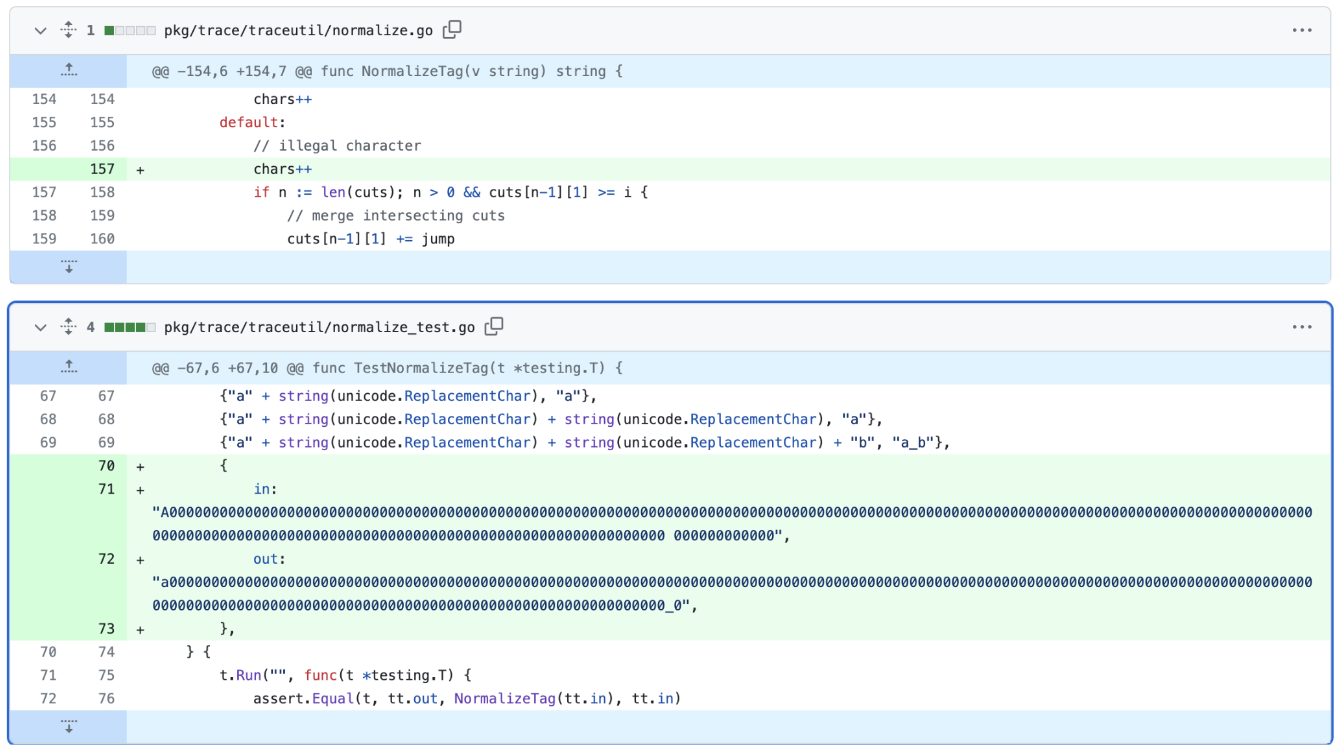 1 pkg/trace/traceutil/normalize.go
@@ -154,6 +154,7 @@ func NormalizeTag(v string) string {
154 154 chars++
155 155 default:
156 156 // illegal character
157 + chars++
157 158 if n := len(cuts); n > 0 && cuts[n-1][1] >= i {
158 159 // merge intersecting cuts
159 160 cuts[n-1][1] += jump
4 pkg/trace/traceutil/normalize_test.go
@@ -67,6 +67,10 @@ func TestNormalizeTag(t *testing.T) {
67 67 {"a" + string(unicode.ReplacementChar), "a"},
68 68 {"a" + string(unicode.ReplacementChar) + string(unicode.ReplacementChar), "a"},
69 69 {"a" + string(unicode.ReplacementChar) + string(unicode.ReplacementChar) + "b", "a_b"},
70 + {
71 + in:
"A0000000000000000000000000000000000000000000000000000000000000000000000000000000000000000000000000000000000000000000000000000000000000000
0000000000000000000000000000000000000000000000000000000000000 000000000000",
72 + out:
"a0000000000000000000000000000000000000000000000000000000000000000000000000000000000000000000000000000000000000000000000000000000000000000
0000000000000000000000000000000000000000000000000000000000000_0",
73 + },
70 74 } {
71 75 t.Run("", func(t *testing.T) {
72 76 assert.Equal(t, tt.out, NormalizeTag(tt.in), tt.in)